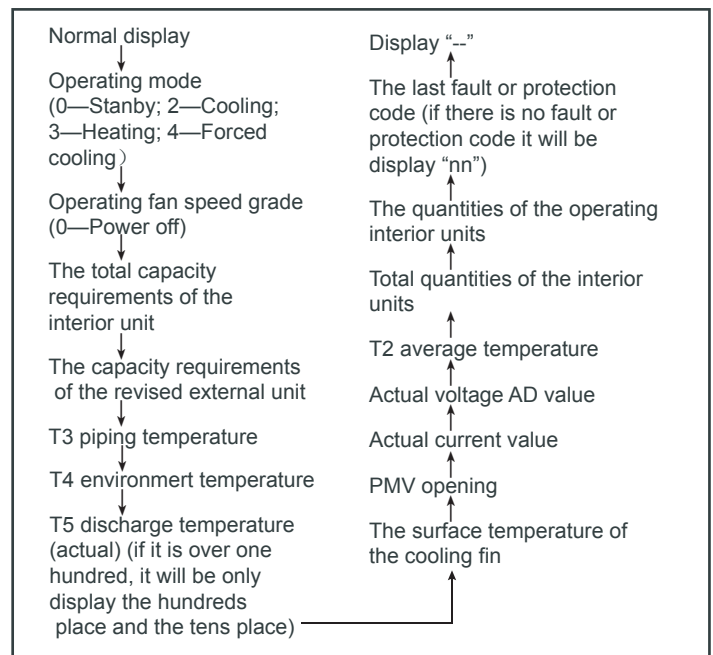 Normal display
Operating mode
(0—Stanby; 2—Cooling;
3—Heating; 4—Forced
cooling）
Operating fan speed grade
(0—Power off)
The total capacity
requirements of the
interior unit
The capacity requirements
of the revised external unit
T3 piping temperature
T4 environmert temperature
T5 discharge temperature
(actual) (if it is over one
hundred, it will be only
display the hundreds
place and the tens place)
The surface temperature of
the cooling fin
PMV opening
Actual current value
Actual voltage AD value
T2 average temperature
Total quantities of the interior
units
The quantities of the operating
interior units
The last fault or protection
code (if there is no fault or
protection code it will be
display “nn”)
Display “--”